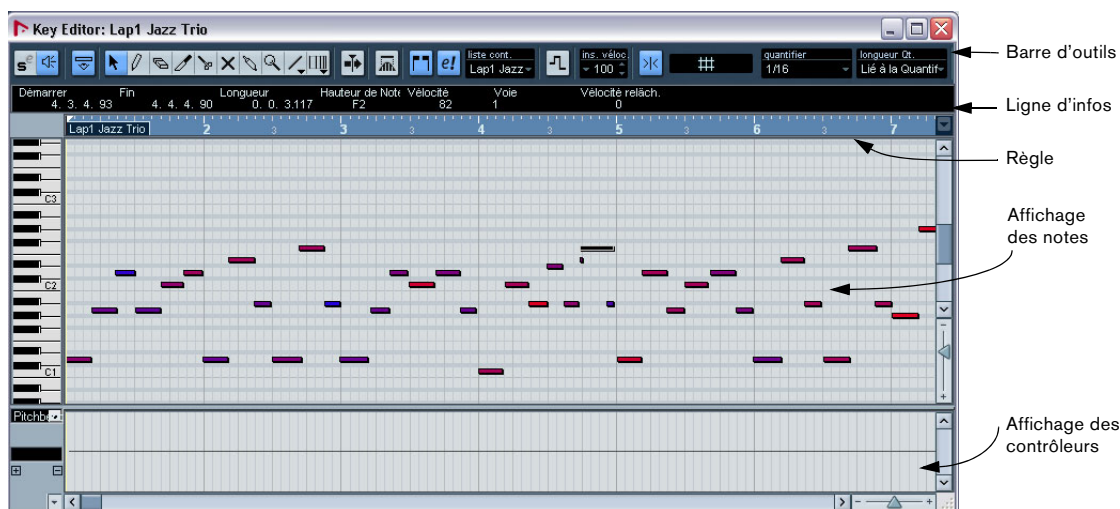 Key Editor: Lap1 Jazz Trio
liste cont.
Lap1 Jazz
ins. véloc.
100
quantifier
1/16
longueur Qt.
Lié à la Quantif
Barre d'outils
Démarrer Fin Longueur Hauteur de Note Vélocité Voie Vélocité relâch.
4. 3. 4. 93 4. 4. 4. 90 0. 0. 3.117 F2 82 1 0
Ligne d'infos
Lap1 Jazz Trio 2 3 3 3 4 3 5 3 6 3 7
Règle
C3
Affichage
des notes
C2
C1
Pitchb
Affichage des
contrôleurs